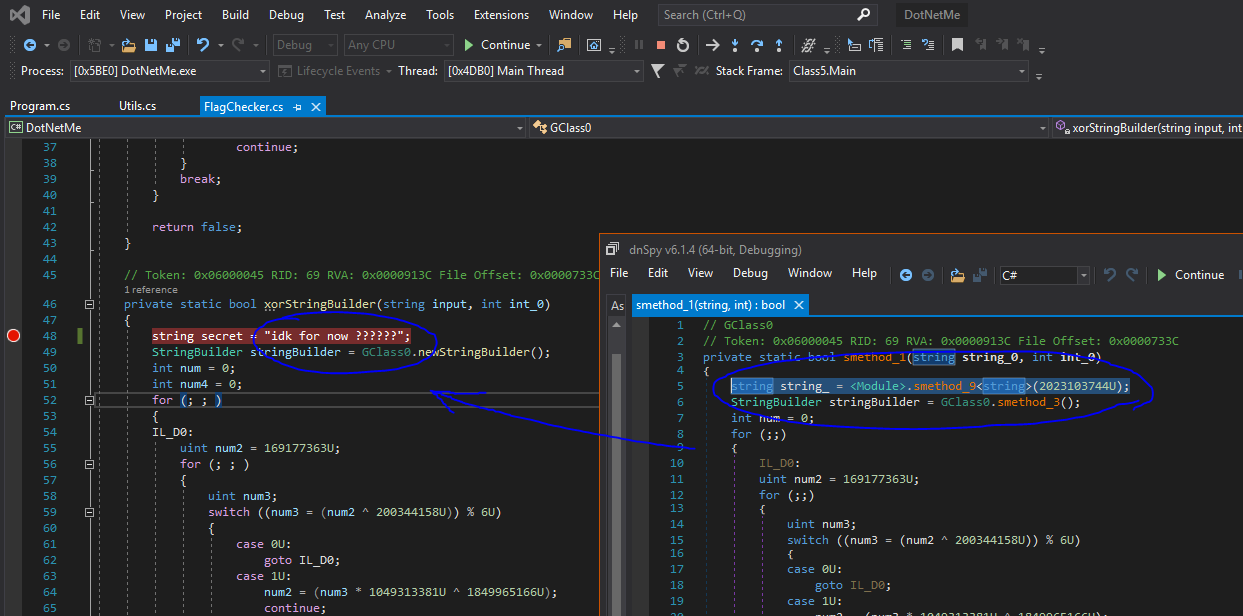 File Edit View Project Build Debug Test Analyze Tools Extensions Window Help Search (Ctrl+Q) DotNetMe
Debug Any CPU Continue
Process: [0x5BE0] DotNetMe.exe Lifecycle Events Thread: [0x4DB0] Main Thread Stack Frame: Class5.Main
Program.cs Utils.cs FlagChecker.cs
C# DotNetMe GClass0 xorStringBuilder(string input, int
37 continue;
38 }
39 break;
40 }
41
42 return false;
43 }
44
45 // Token: 0x06000045 RID: 69 RVA: 0x0000913C File Offset: 0x0000733C
1 reference
46 private static bool xorStringBuilder(string input, int int_0)
47 {
48 string secret = "idk for now ??????";
49 StringBuilder stringBuilder = GClass0.newStringBuilder();
50 int num = 0;
51 int num4 = 0;
52 for (; ; )
53 {
54 IL_D0:
55 uint num2 = 169177363U;
56 for (; ; )
57 {
58 uint num3;
59 switch ((num3 = (num2 ^ 200344158U)) % 6U)
60 {
61 case 0U:
62 goto IL_D0;
63 case 1U:
64 num2 = (num3 * 1049313381U ^ 1849965166U);
65 continue;
dnSpy v6.1.4 (64-bit, Debugging)
File Edit View Debug Window Help C# Continue
As smethod_1(string, int) : bool
1 // GClass0
2 // Token: 0x06000045 RID: 69 RVA: 0x0000913C File Offset: 0x0000733C
3 private static bool smethod_1(string string_0, int int_0)
4 {
5 string string_ = <Module>.smethod_9<string>(2023103744U);
6 StringBuilder stringBuilder = GClass0.smethod_3();
7 int num = 0;
8 for (;;)
9 {
10 IL_D0:
11 uint num2 = 169177363U;
12 for (;;)
13 {
14 uint num3;
15 switch ((num3 = (num2 ^ 200344158U)) % 6U)
16 {
17 case 0U:
18 goto IL_D0;
19 case 1U:
num2 = (num3 * 1049313381U ^ 1849965166U);